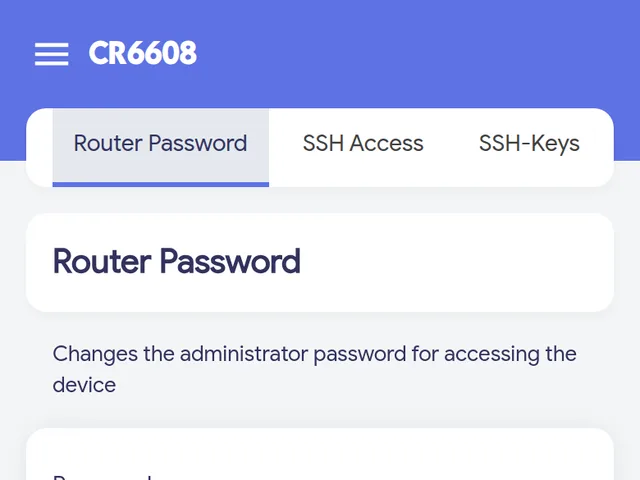 CR6608
Router Password
SSH Access
SSH-Keys
Router Password
Changes the administrator password for accessing the
device